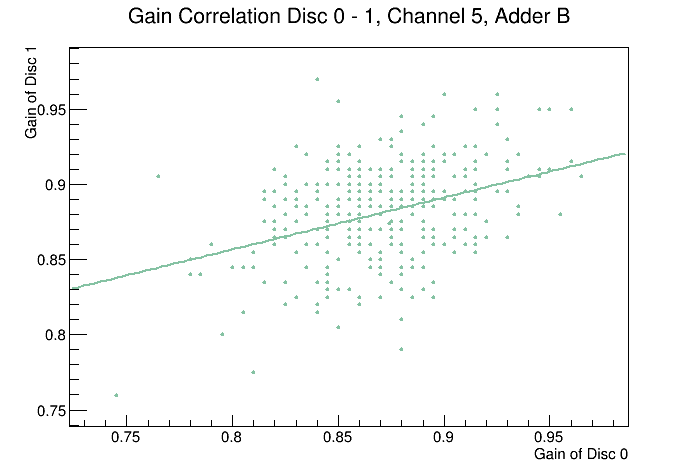 Gain Correlation Disc 0 - 1, Channel 5, Adder B
Gain of Disc 1
0.95
0.9
0.85
0.8
0.75
0.75 0.8 0.85 0.9 0.95
Gain of Disc 0